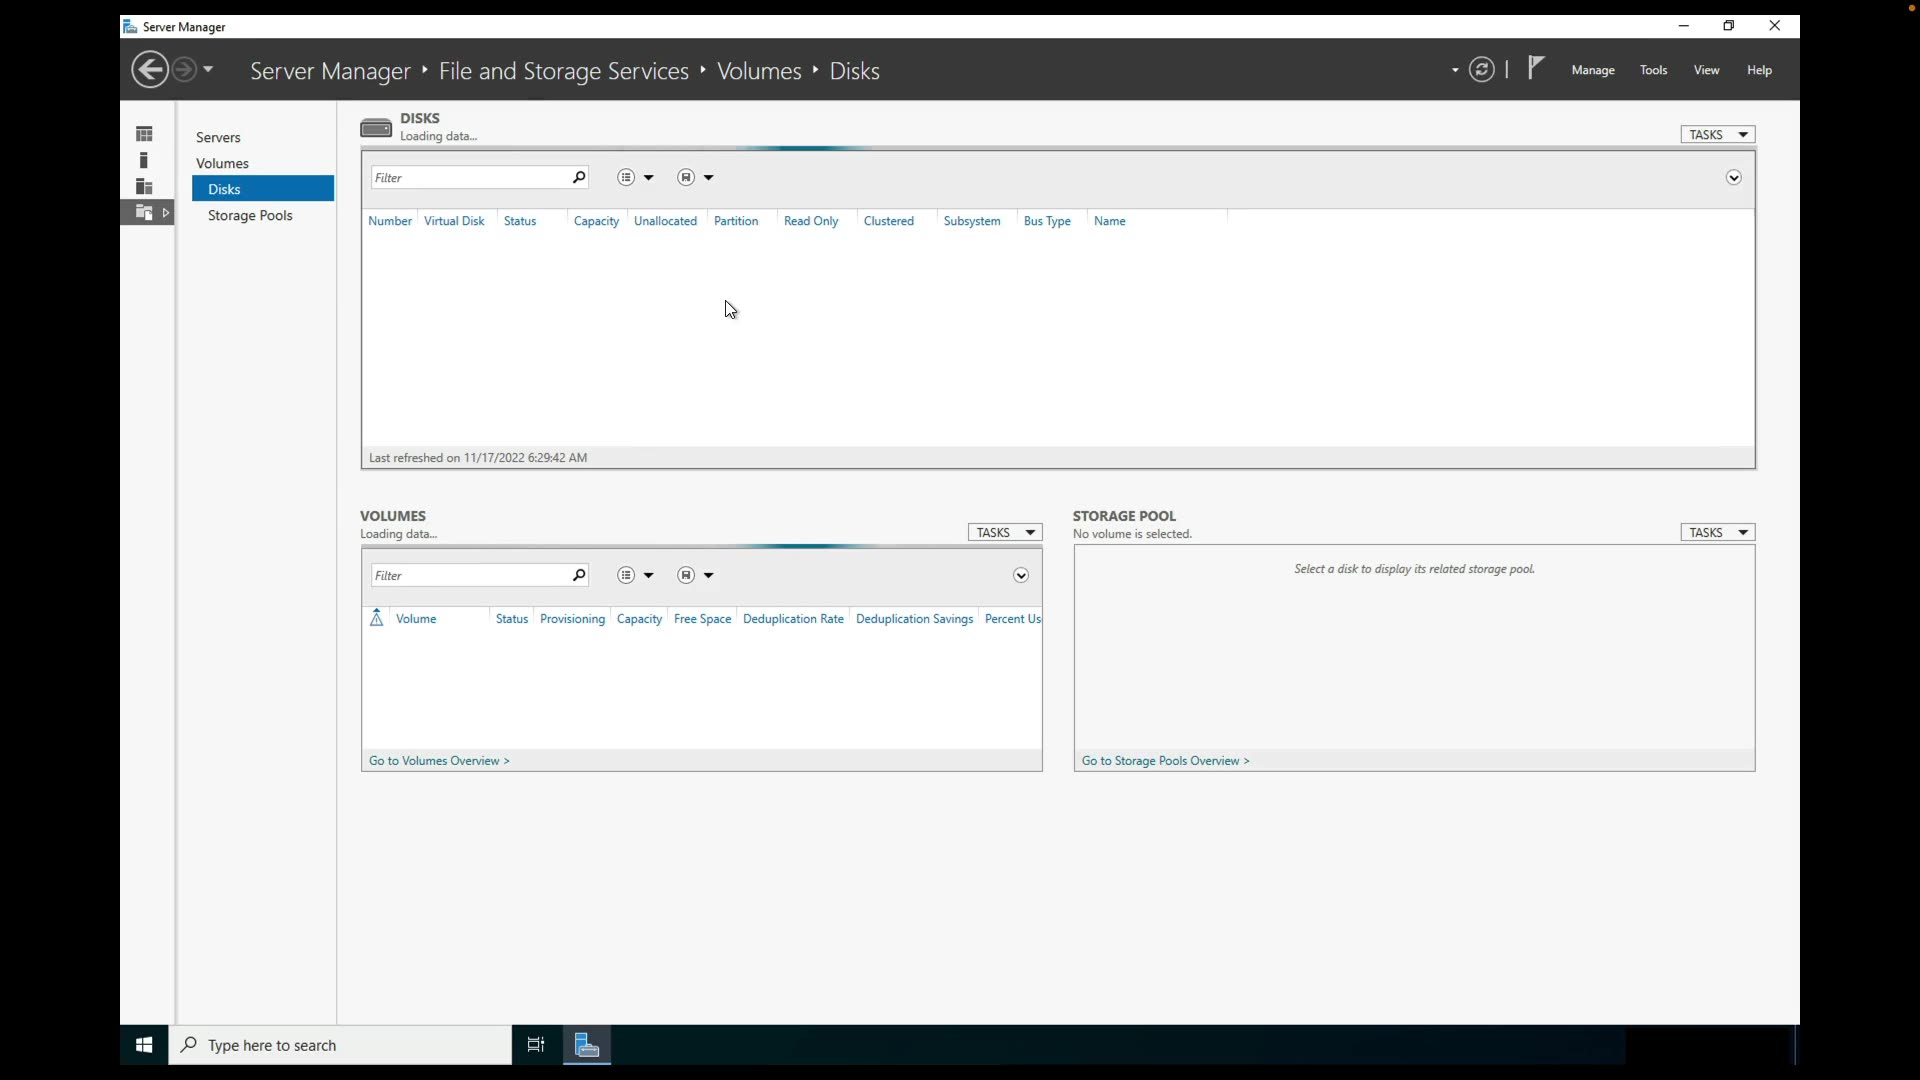 Server Manager
Server Manager ‣ File and Storage Services ‣ Volumes ‣ Disks
Manage Tools View Help
Servers
Volumes
Disks
Storage Pools
DISKS
Loading data...
TASKS
Filter
Number Virtual Disk Status Capacity Unallocated Partition Read Only Clustered Subsystem Bus Type Name
Last refreshed on 11/17/2022 6:29:42 AM
VOLUMES
Loading data...
TASKS
Filter
Volume Status Provisioning Capacity Free Space Deduplication Rate Deduplication Savings Percent Us
Go to Volumes Overview >
STORAGE POOL
No volume is selected.
TASKS
Select a disk to display its related storage pool.
Go to Storage Pools Overview >
Type here to search